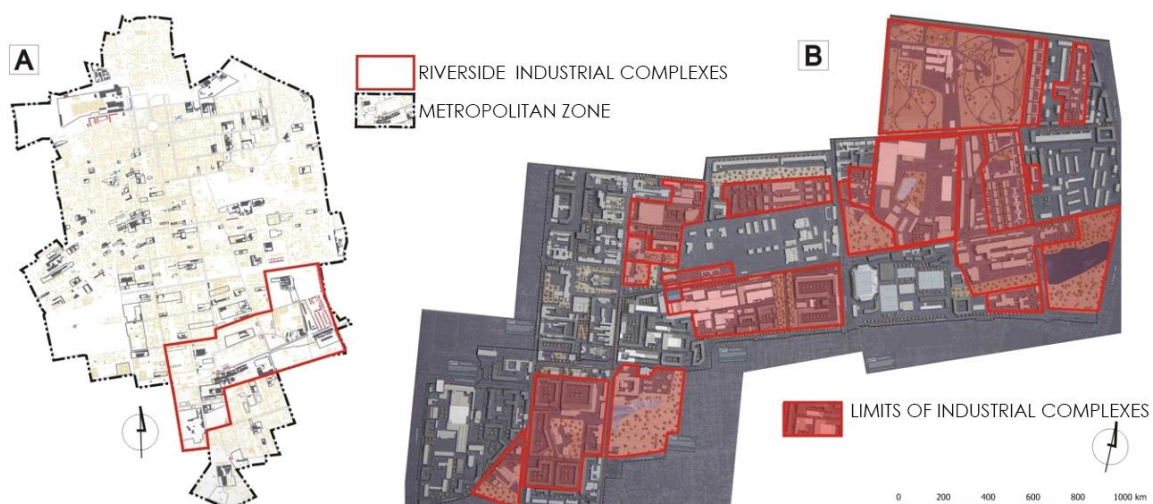 A
RIVERSIDE INDUSTRIAL COMPLEXES
METROPOLITAN ZONE
B
LIMITS OF INDUSTRIAL COMPLEXES
0 200 400 600 800 1000 km